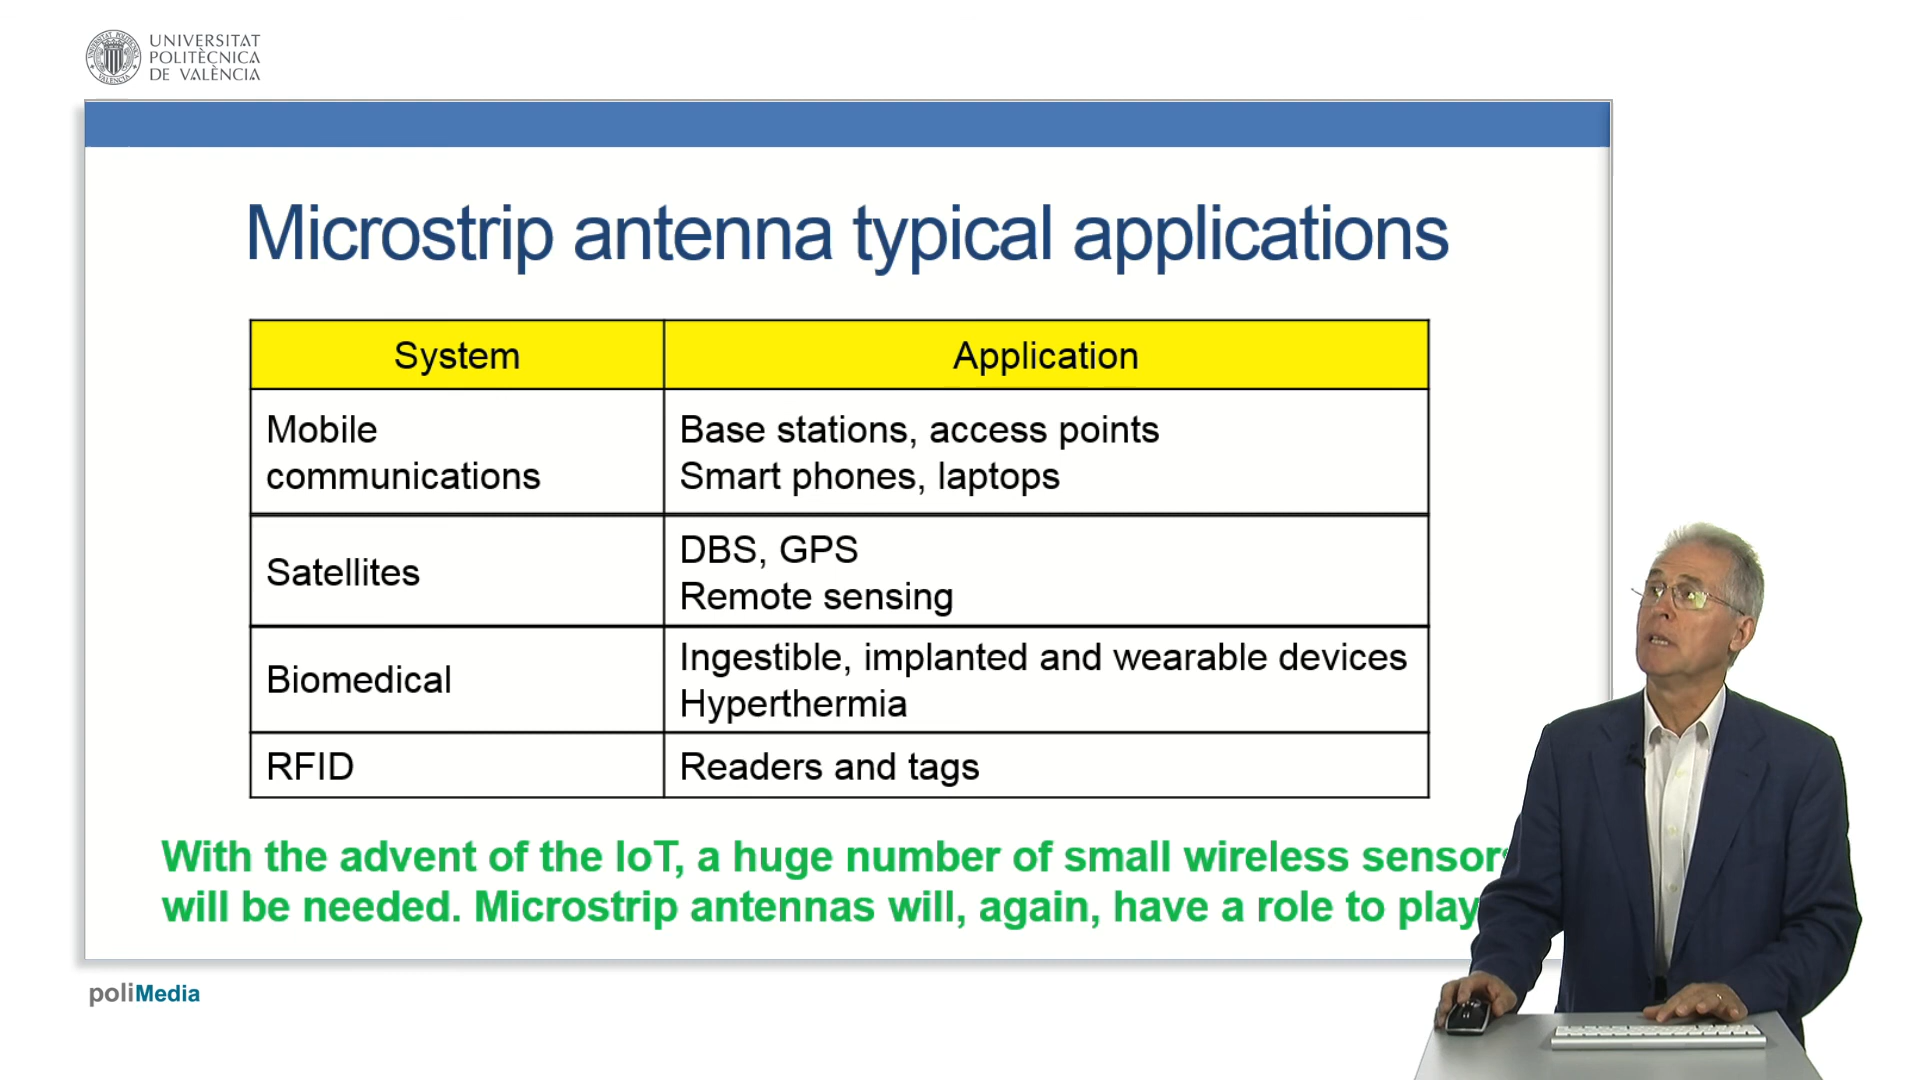 UNIVERSITAT
POLITÈCNICA
DE VALÈNCIA
Microstrip antenna typical applications
System
Application
Mobile
communications
Base stations, access points
Smart phones, laptops
Satellites
DBS, GPS
Remote sensing
Biomedical
Ingestible, implanted and wearable devices
Hyperthermia
RFID
Readers and tags
With the advent of the IoT, a huge number of small wireless sensors
will be needed. Microstrip antennas will, again, have a role to play
poliMedia